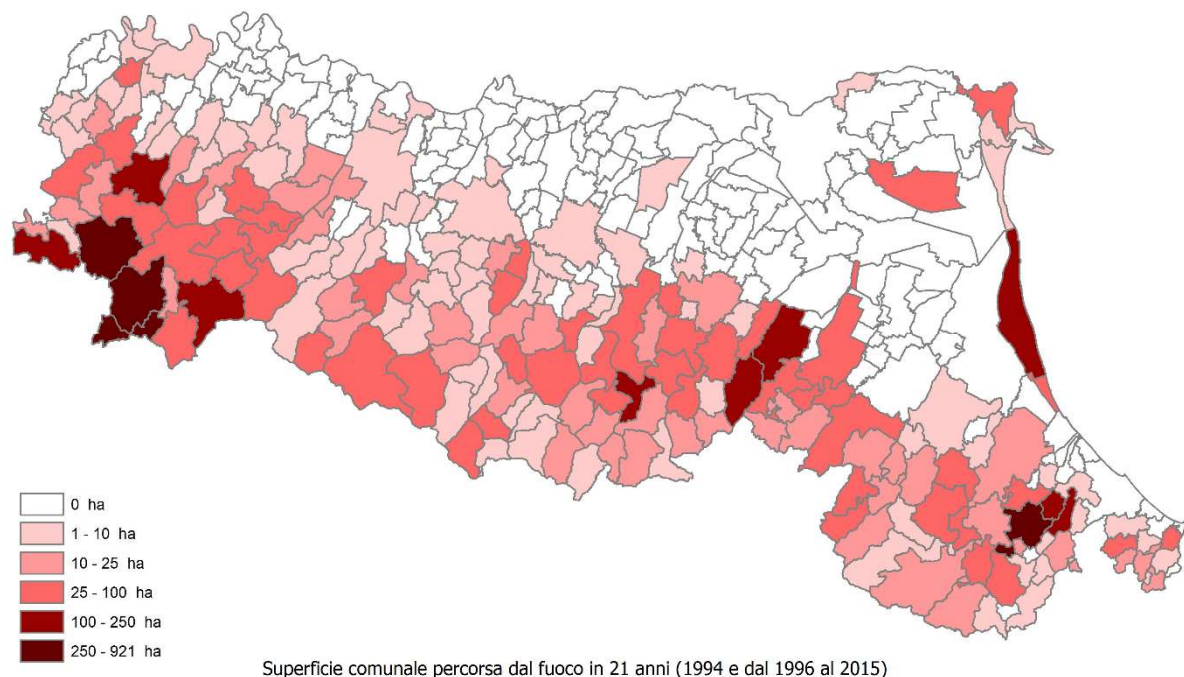 0 ha
1 - 10 ha
10 - 25 ha
25 - 100 ha
100 - 250 ha
250 - 921 ha
Superficie comunale percorsa dal fuoco in 21 anni (1994 e dal 1996 al 2015)